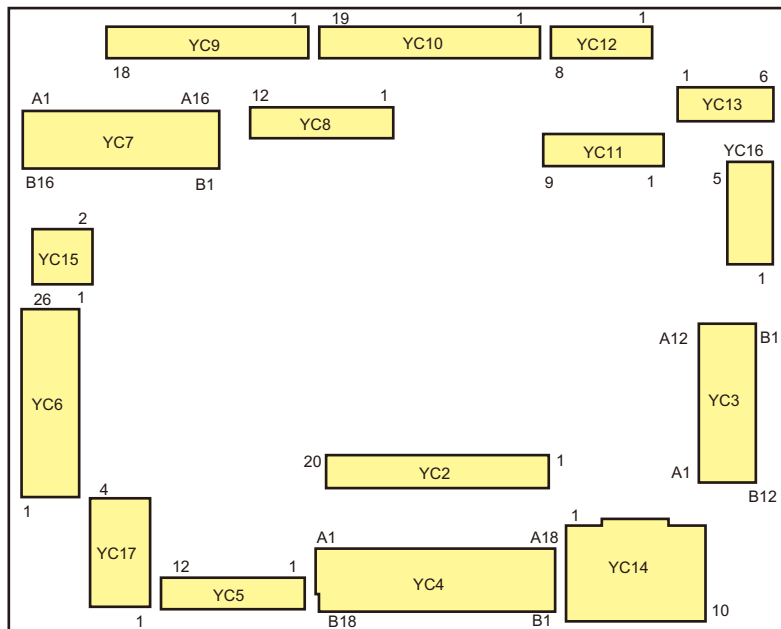 1 19 1 1
YC9 YC10 YC12
18 8
1 6
A1 A16 12 1
YC13
YC8
YC7
YC11
YC16
B16 B1 9 1 5
2
YC15
1
26 1
A12 B1
YC6
YC3
20 YC2 1
A1
B12
1
4
1
A1 A18
YC17
12 1
YC4
YC14
YC5
B18 B1 10
1